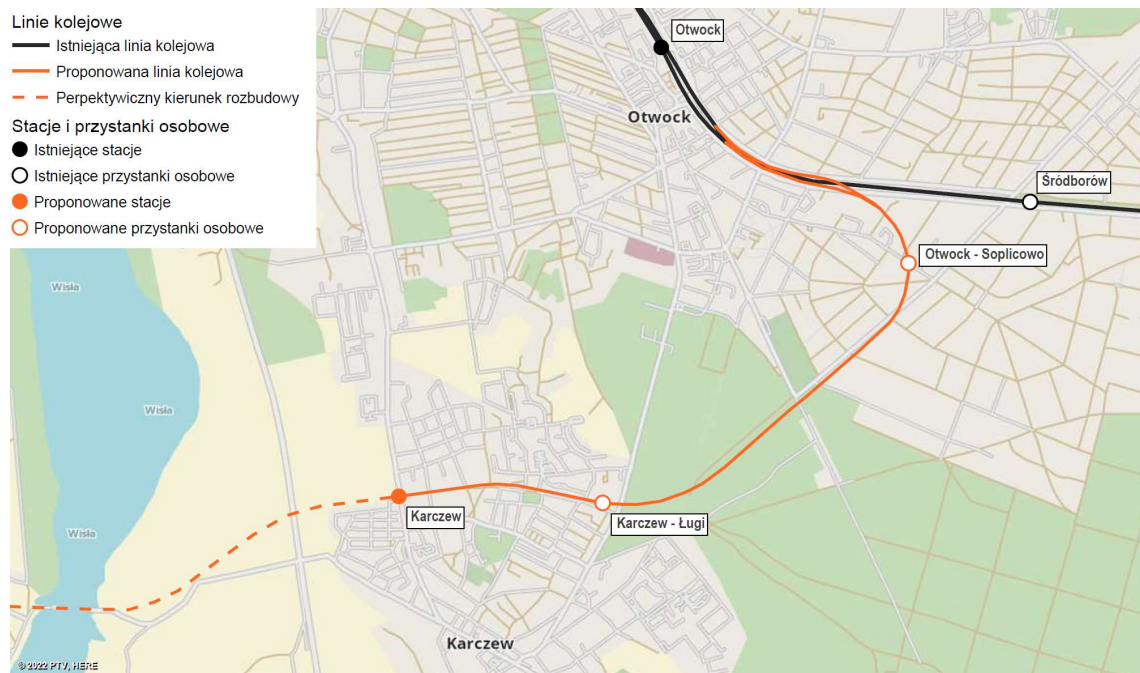 Linie kolejowe
Istniejąca linia kolejowa
Proponowana linia kolejowa
Perpektywiczny kierunek rozbudowy
Stacje i przystanki osobowe
Istniejące stacje
Istniejące przystanki osobowe
Proponowane stacje
Proponowane przystanki osobowe
Otwock
Otwock
Śródborów
Otwock - Soplicowo
Wisła
Wisła
Wisła
Karczew
Karczew - Ługi
Karczew
© 2022 PTV, HERE